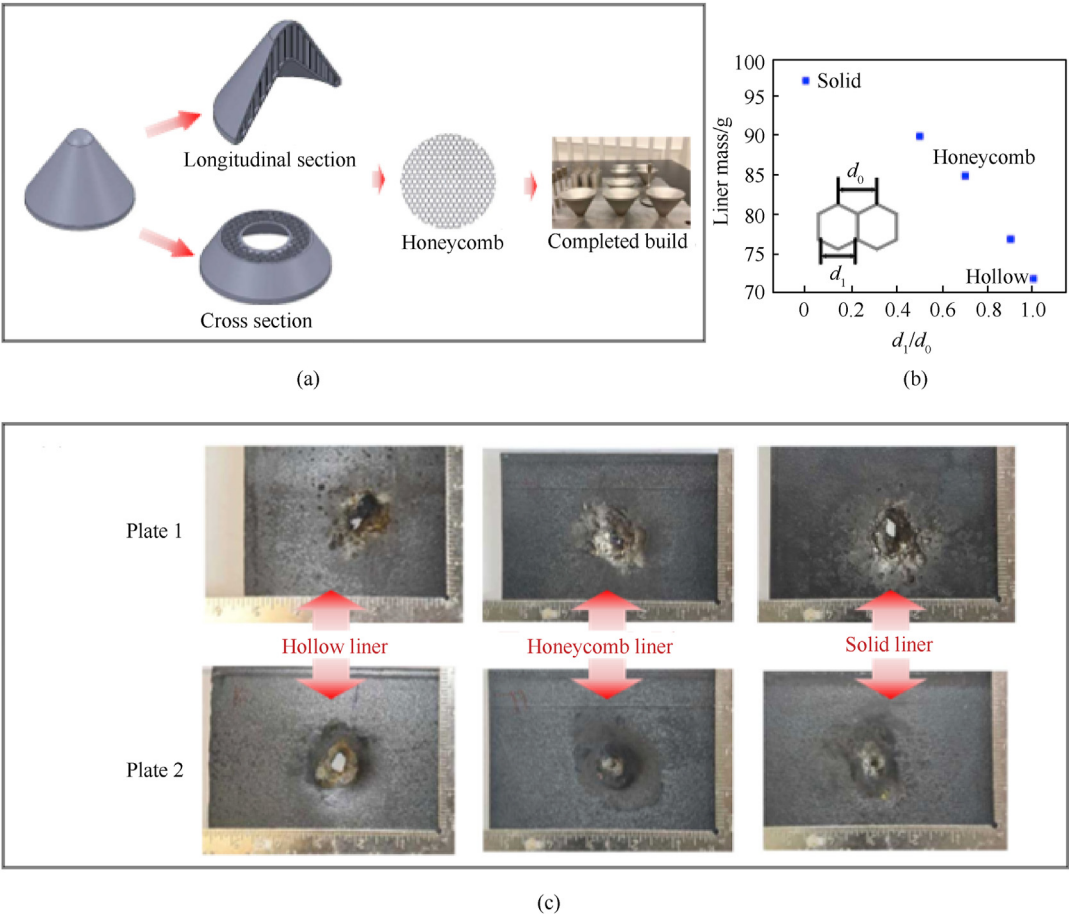 Longitudinal section
Cross section
Honeycomb
Completed build
(a)
100
95
90
85
80
75
70
Liner mass/g
Solid
Honeycomb
Hollow
d0
d1
0
0.2
0.4
0.6
0.8
1.0
d1/d0
(b)
Plate 1
Hollow liner
Honeycomb liner
Solid liner
Plate 2
(c)